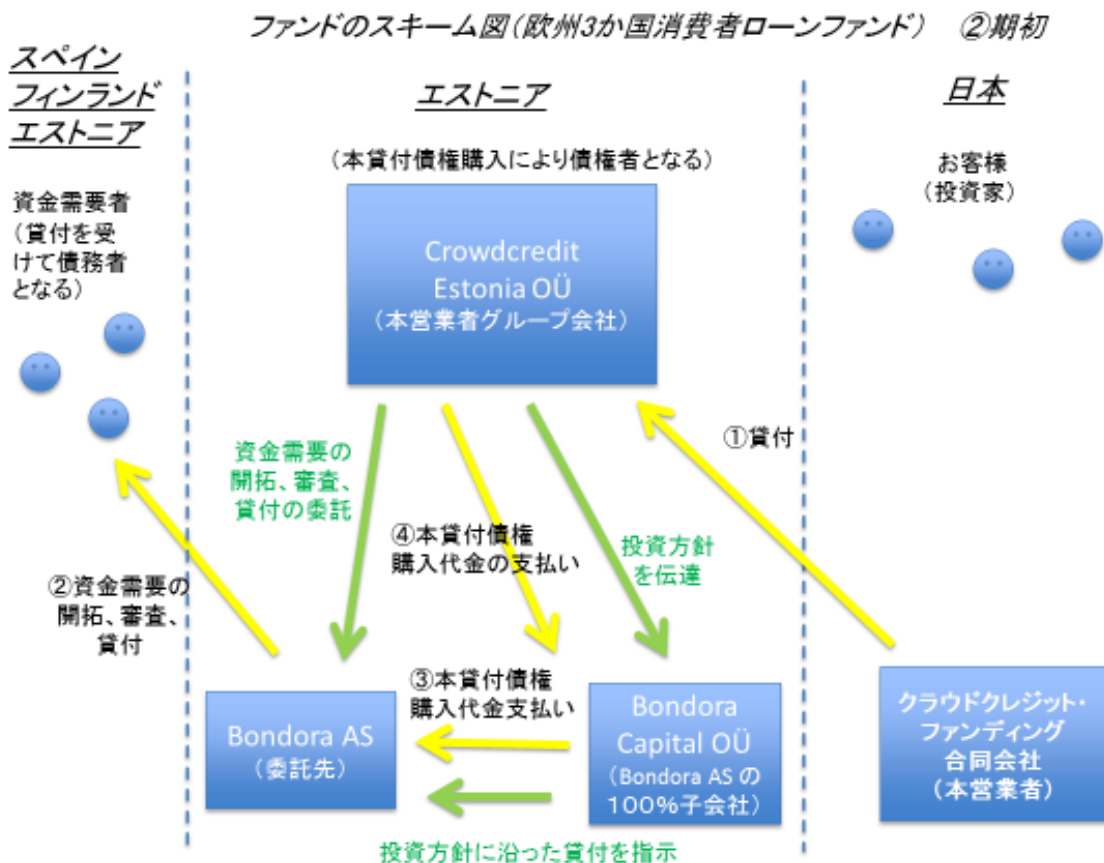 ファンドのスキーム図(欧州3か国消費者ローンファンド)　②期初
スペイン
フィンランド
エストニア
エストニア
日本
資金需要者
(貸付を受
けて債務者
となる)
(本貸付債権購入により債権者となる)
お客様
(投資家)
Crowdcredit
Estonia OÜ
(本営業者グループ会社)
①貸付
資金需要の
開拓、審査、
貸付の委託
④本貸付債権
購入代金の支払い
投資方針
を伝達
②資金需要の
開拓、審査、
貸付
③本貸付債権
購入代金支払い
Bondora AS
(委託先)
Bondora
Capital OÜ
(Bondora AS の
100%子会社)
クラウドクレジット・
ファンディング
合同会社
(本営業者)
投資方針に沿った貸付を指示